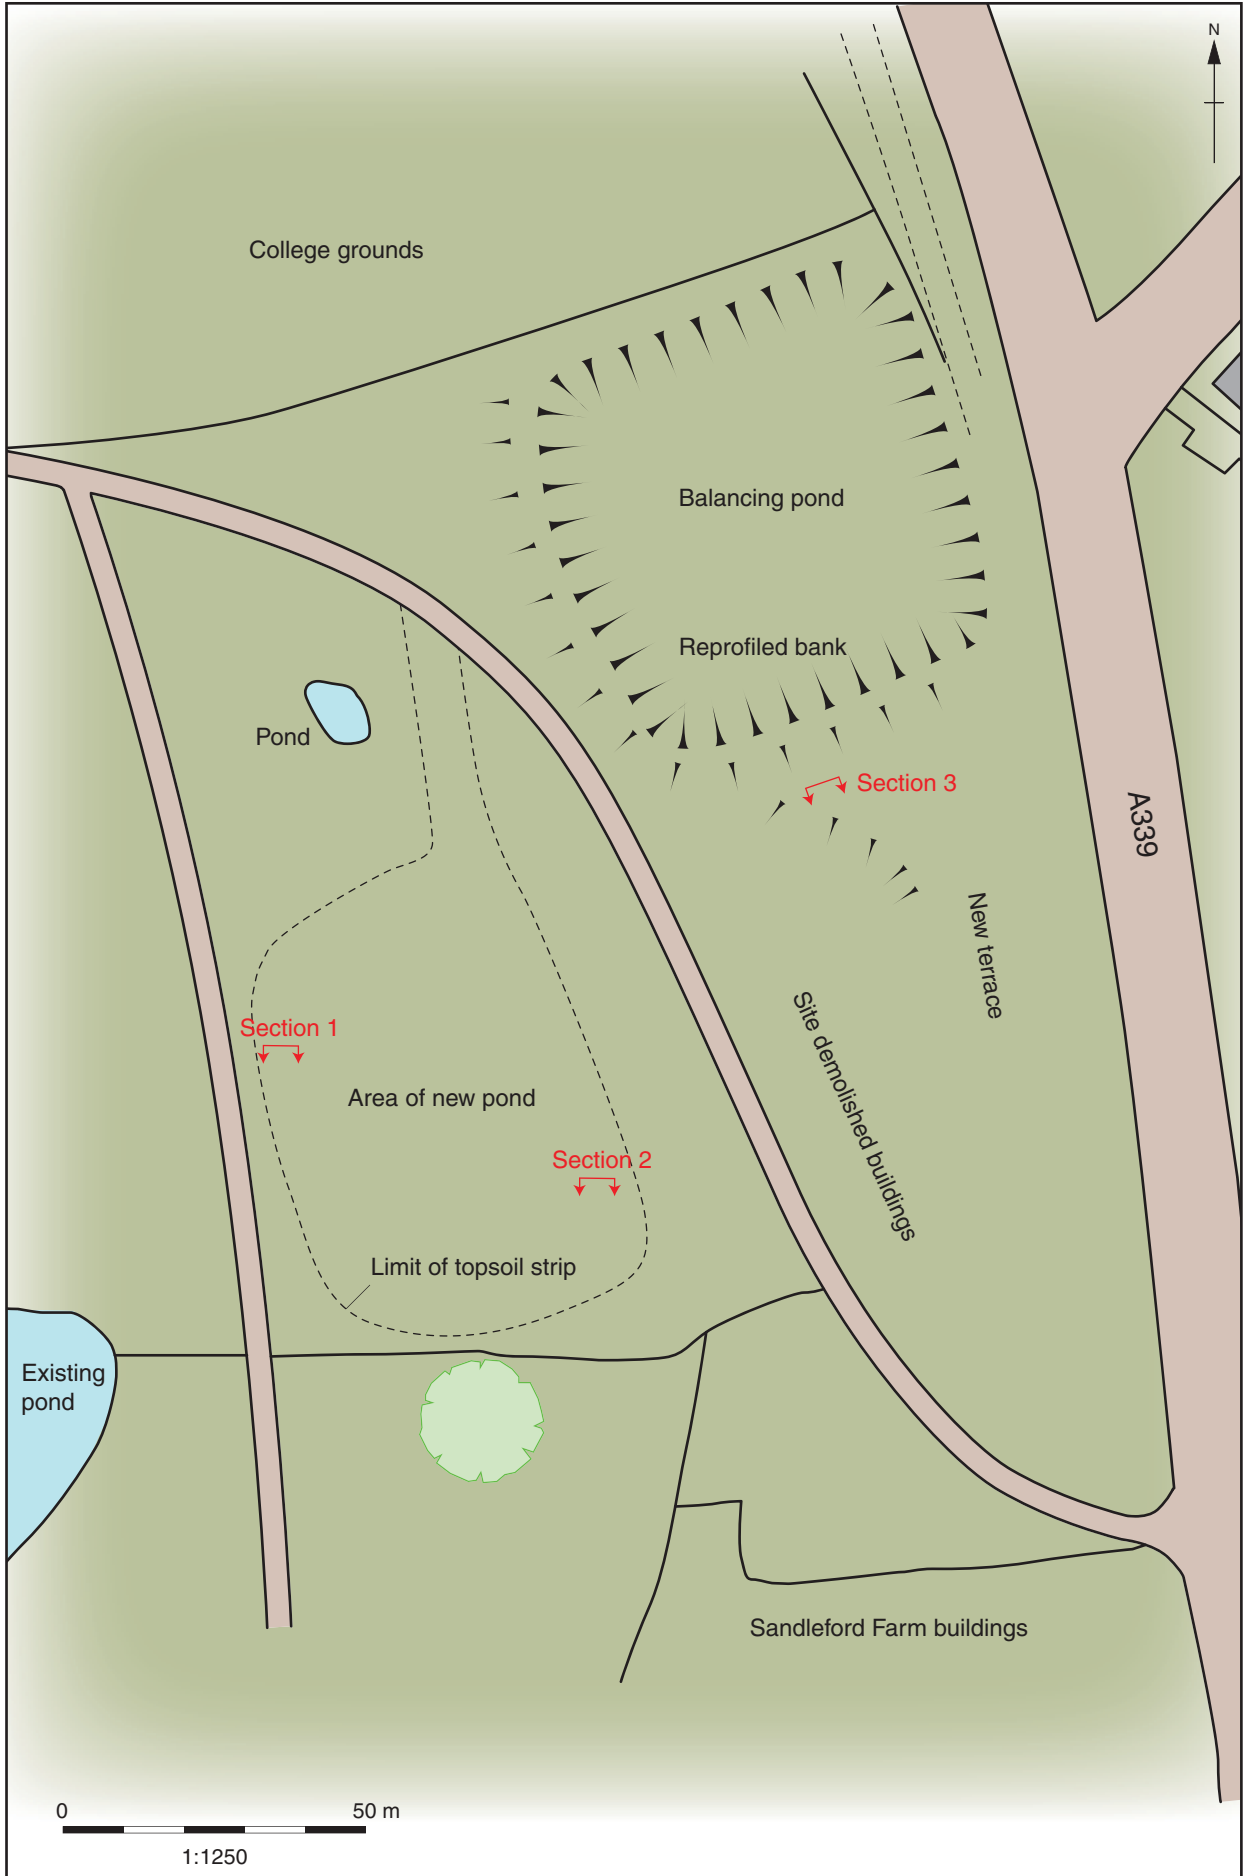 N
College grounds
Balancing pond
Reprofiled bank
Pond
Section 3
A339
New terrace
Section 1
Site demolished buildings
Area of new pond
Section 2
Limit of topsoil strip
Existing
pond
Sandleford Farm buildings
0 50 m
1:1250